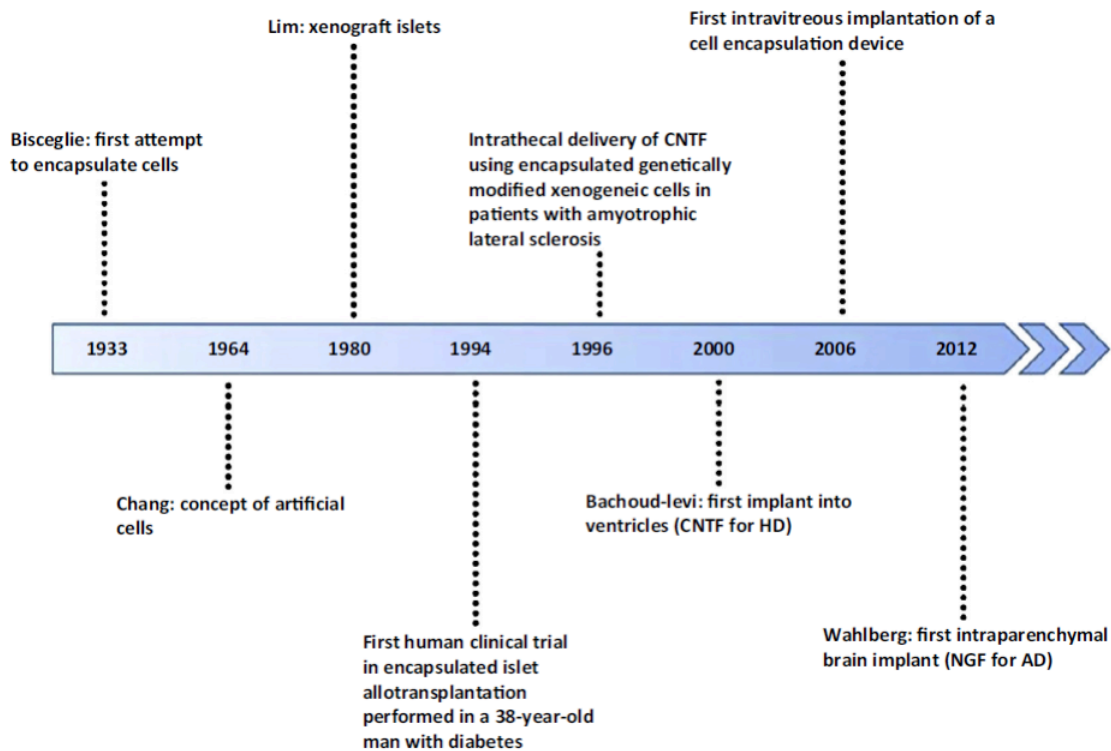 Lim: xenograft islets
First intravitreous implantation of a
cell encapsulation device
Bisceglie: first attempt
to encapsulate cells
Intrathecal delivery of CNTF
using encapsulated genetically
modified xenogeneic cells in
patients with amyotrophic
lateral sclerosis
1933
1964
1980
1994
1996
2000
2006
2012
Chang: concept of artificial
cells
Bachoud-levi: first implant into
ventricles (CNTF for HD)
First human clinical trial
in encapsulated islet
allotransplantation
performed in a 38-year-old
man with diabetes
Wahlberg: first intraparenchymal
brain implant (NGF for AD)